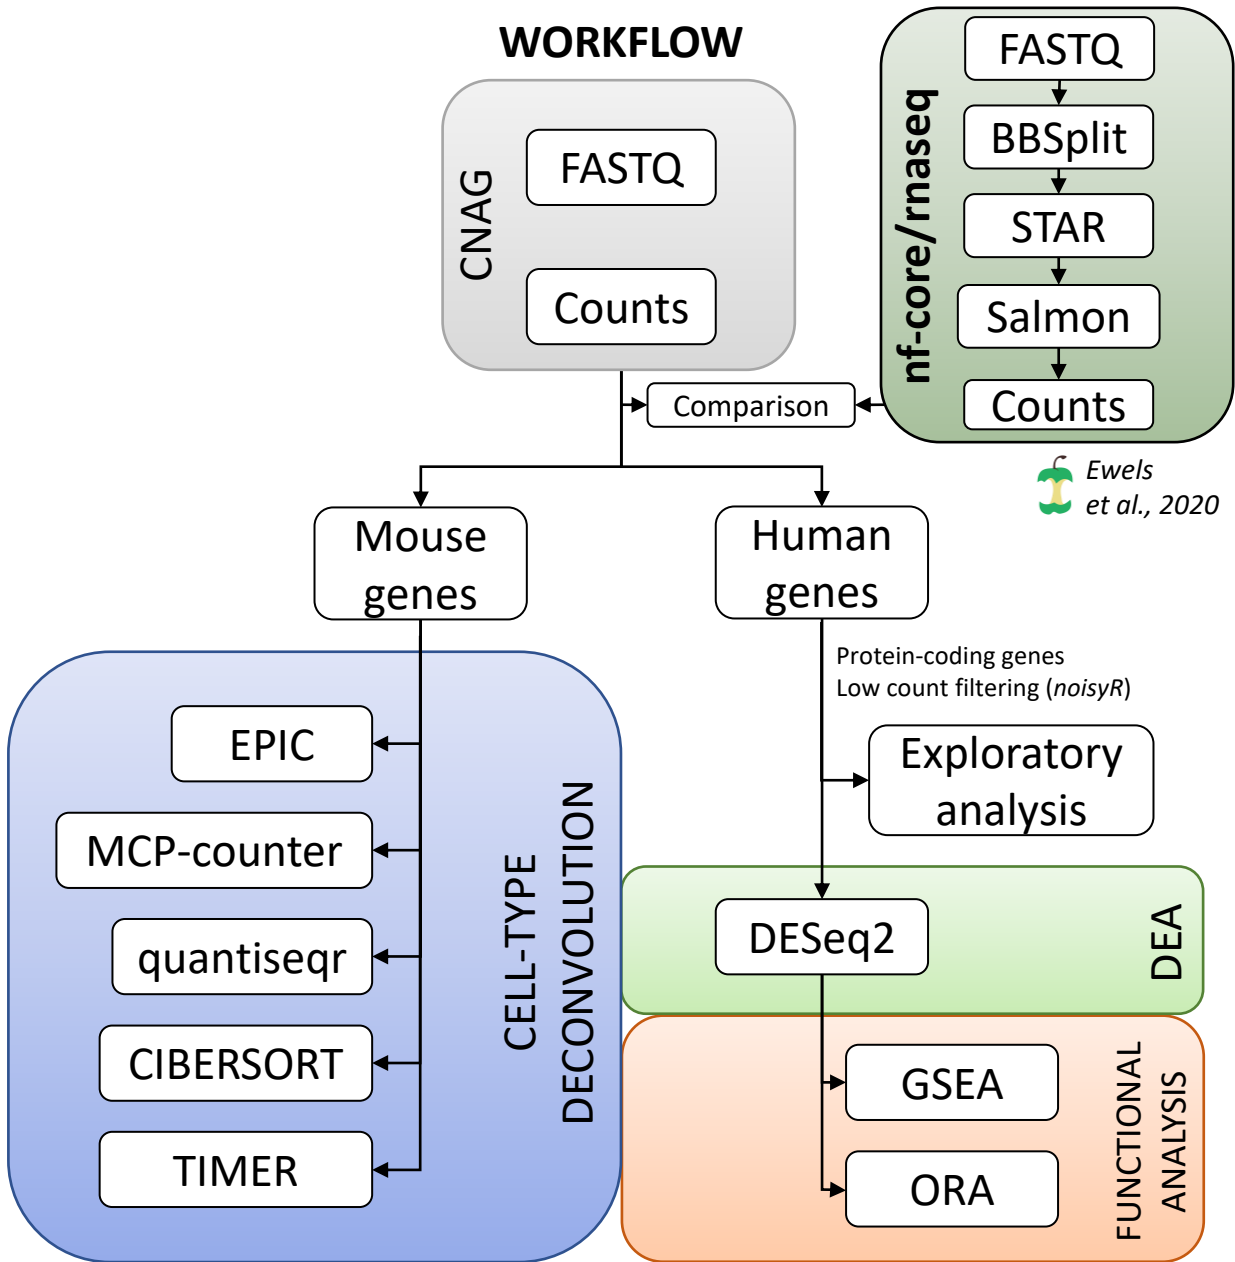 WORKFLOW
CNAG
FASTQ
Counts
nf-core/rnaseq
FASTQ
BBSplit
STAR
Salmon
Counts
Comparison
Ewels
et al., 2020
Mouse
genes
Human
genes
Protein-coding genes
Low count filtering (noisyR)
Exploratory
analysis
CELL-TYPE
DECONVOLUTION
EPIC
MCP-counter
quantiseqr
CIBERSORT
TIMER
DESeq2
DEA
GSEA
ORA
FUNCTIONAL
ANALYSIS